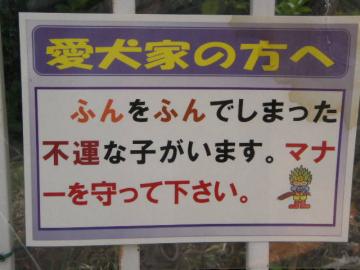 愛犬家の方へ
ふんをふんでしまった
不運な子がいます。マナ
ーを守って下さい。